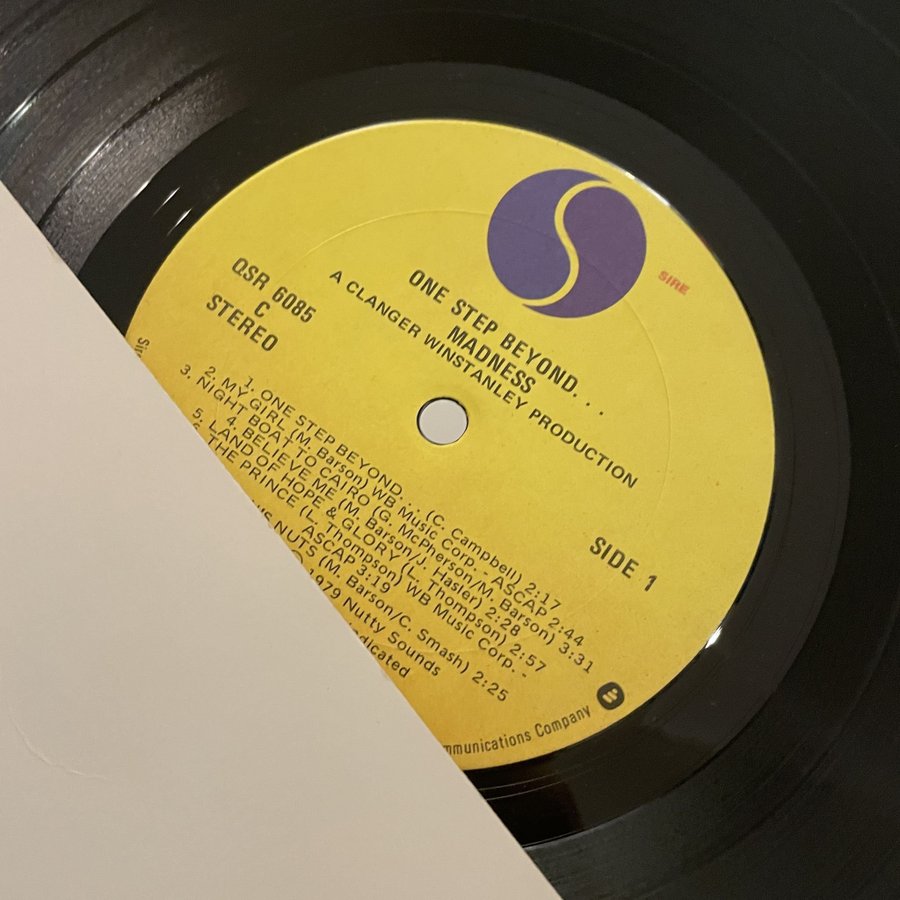 SIRE
QSR 6085
C
STEREO
ONE STEP BEYOND. . .
MADNESS
A CLANGER WINSTANLEY PRODUCTION
SIDE 1
1. ONE STEP BEYOND. . . (C. Campbell) 2:17
2. MY GIRL (M. Barson) WB Music Corp. - ASCAP 2:44
3. NIGHT BOAT TO CAIRO (G. McPherson/M. Barson) 3:31
4. BELIEVE ME (M. Barson/J. Hasler) 2:28
5. LAND OF HOPE & GLORY (L. Thompson) 2:57
THE PRINCE (L. Thompson) WB Music Corp. -
ASCAP 3:19
NUTS (M. Barson/C. Smash) 2:25
1979 Nutty Sounds
dicated
mmunications Company